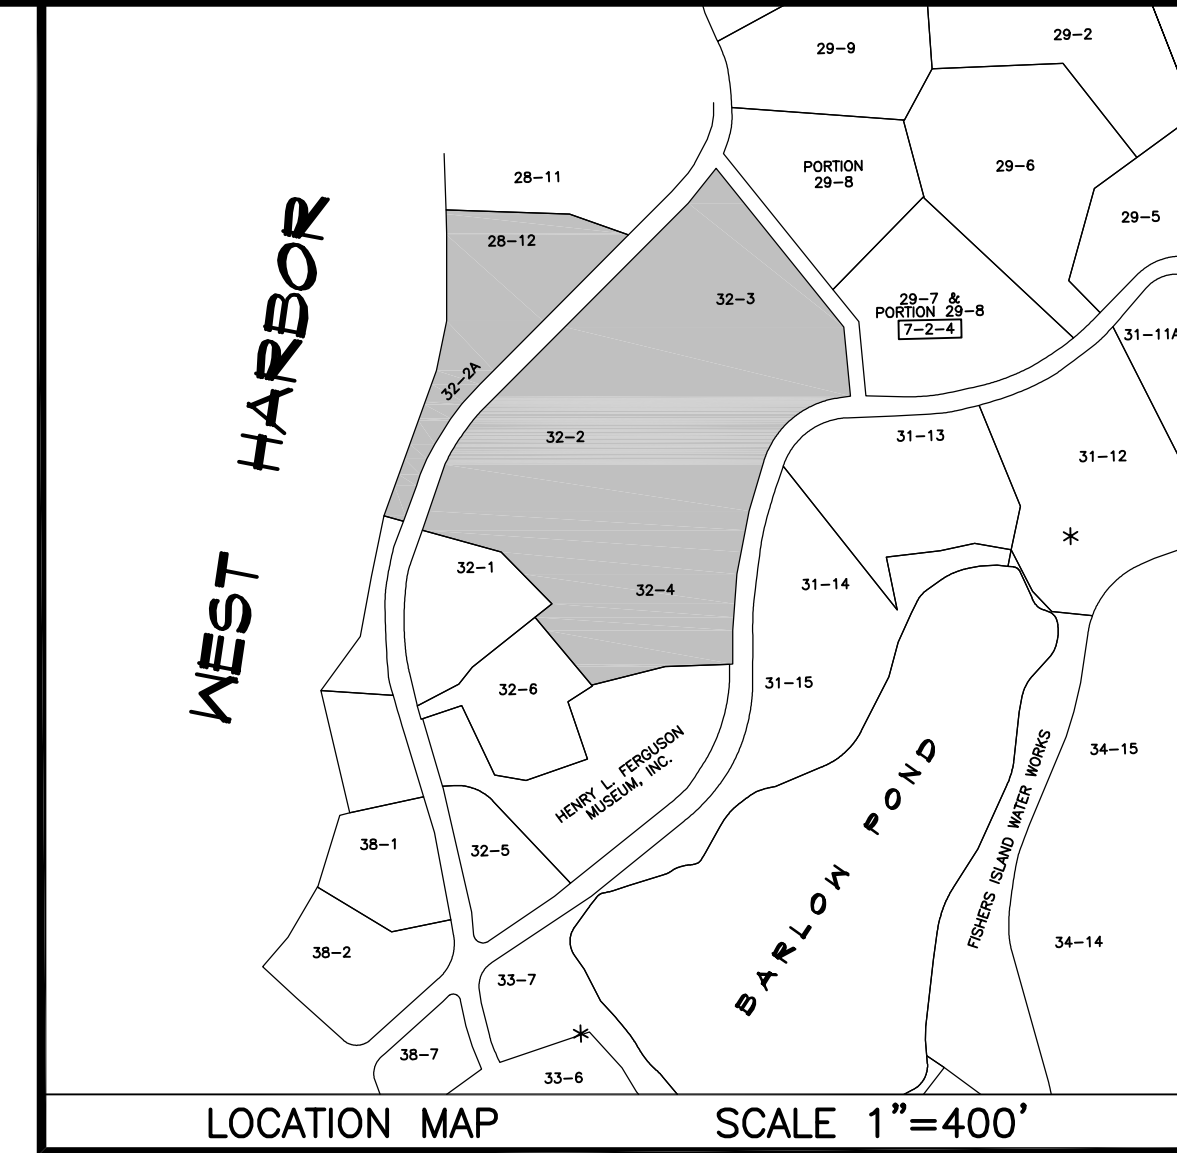 29-2
29-9
PORTION
29-8
29-6
28-11
29-5
28-12
32-3
29-7 &
PORTION 29-8
7-2-4
31-11A
32-2A
WEST HARBOR
32-2
31-13
31-12
32-1
32-4
31-14
32-6
31-15
HENRY L. FERGUSON
MUSEUM, INC.
34-15
FISHERS ISLAND WATER WORKS
BARLOW POND
38-1
32-5
38-2
34-14
33-7
38-7
33-6
LOCATION MAP SCALE 1"=400'